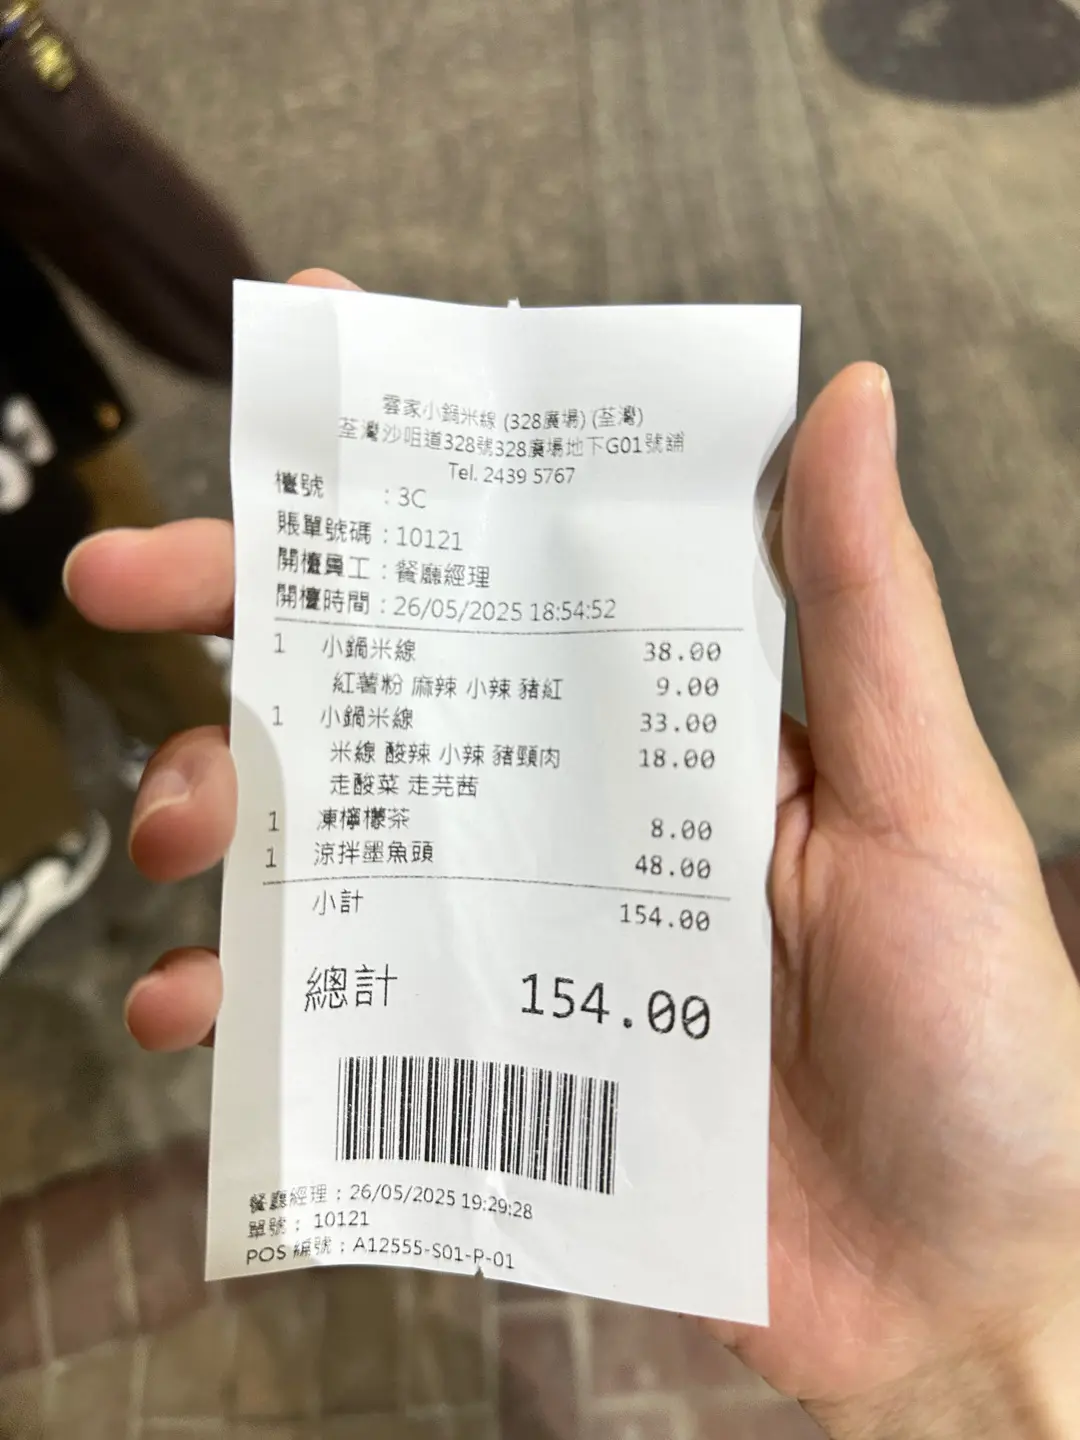 雲家小鍋米線 (328廣場) (荃灣)
荃灣沙咀道328號328廣場地下G01號舖
Tel. 2439 5767
檯號 : 3C
賬單號碼 : 10121
開檯員工 : 餐廳經理
開檯時間 : 26/05/2025 18:54:52
1 小鍋米線 38.00
紅薯粉 麻辣 小辣 豬紅 9.00
1 小鍋米線 33.00
米線 酸辣 小辣 豬頸肉 18.00
走酸菜 走芫茜
1 凍檸檬茶 8.00
1 涼拌墨魚頭 48.00
小計 154.00
總計 154.00
餐廳經理 : 26/05/2025 19:29:28
單號 : 10121
POS 編號 : A12555-S01-P-01